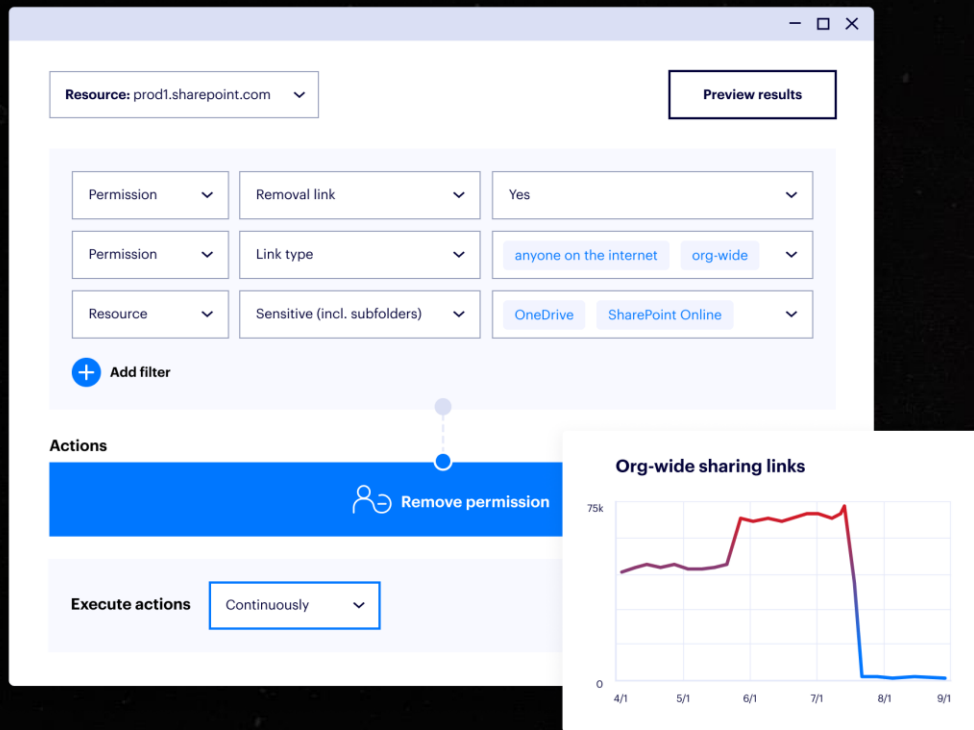 Resource: prod1.sharepoint.com
Preview results
Permission
Removal link
Yes
Permission
Link type
anyone on the internet
org-wide
Resource
Sensitive (incl. subfolders)
OneDrive
SharePoint Online
Add filter
Actions
Remove permission
Execute actions
Continuously
Org-wide sharing links
75k
0
4/1
5/1
6/1
7/1
8/1
9/1